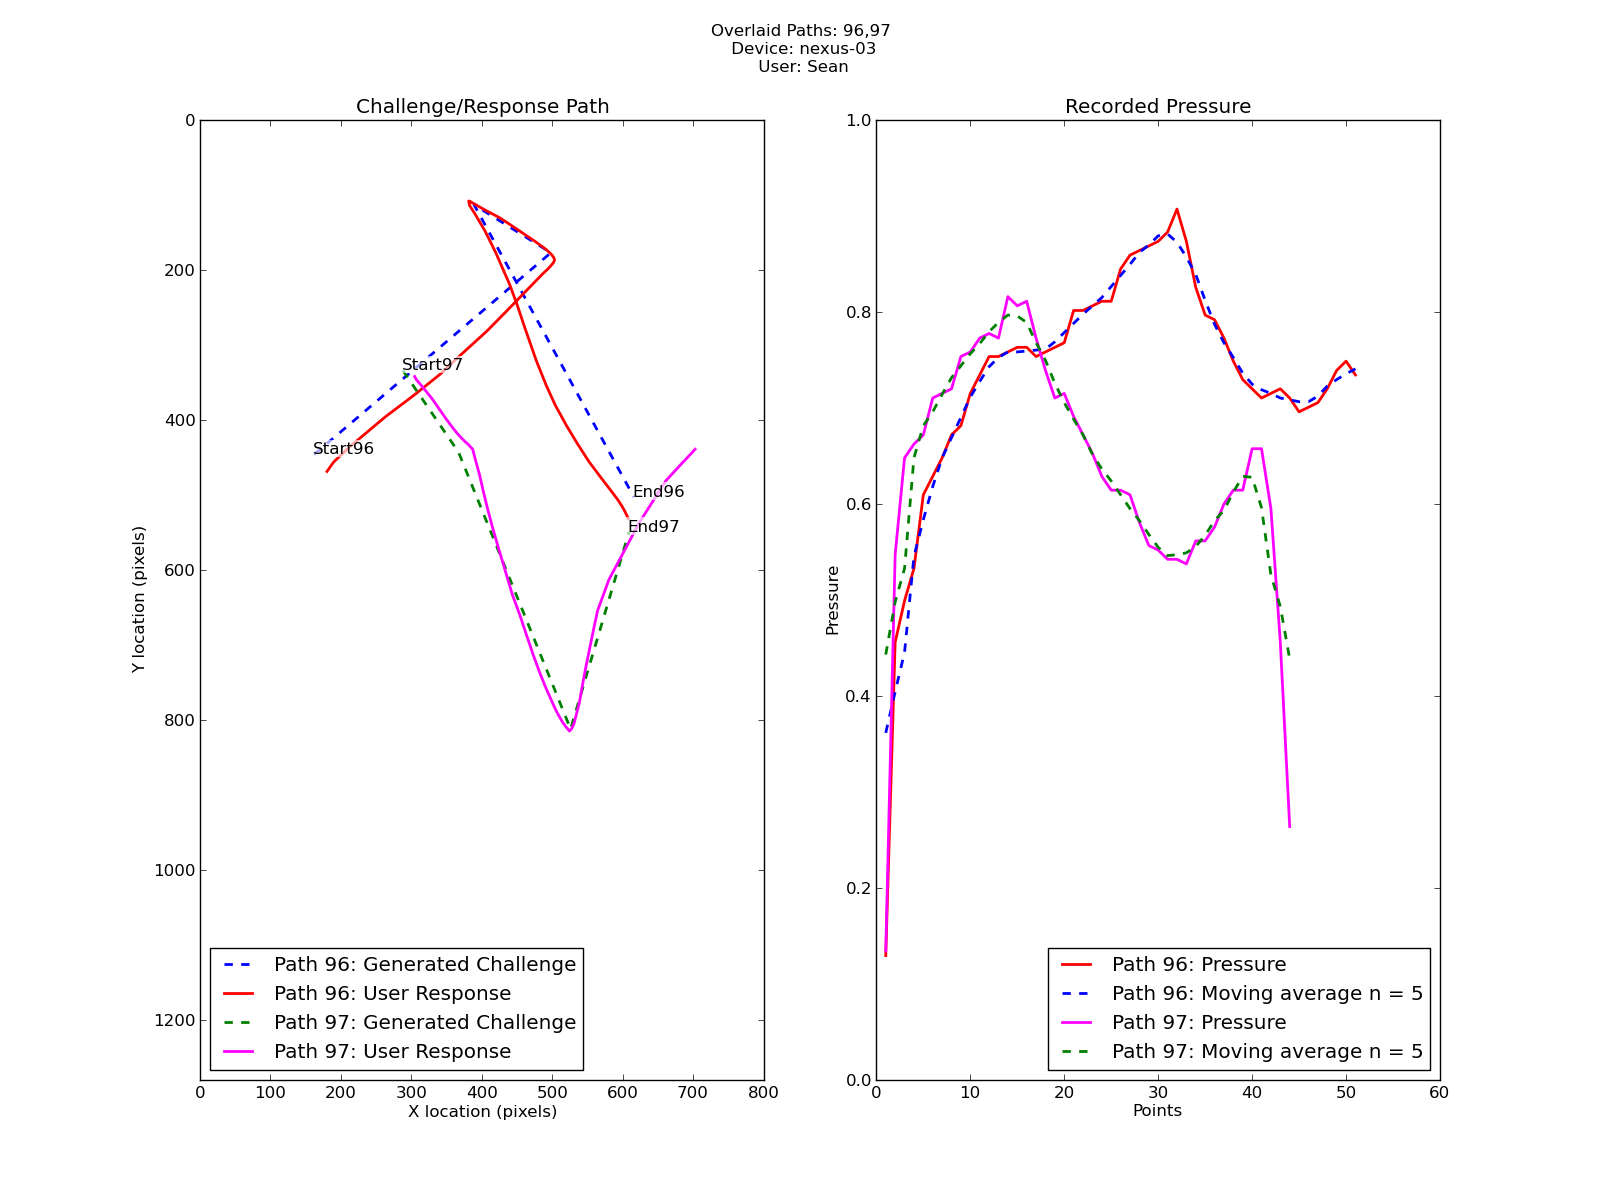 Overlaid Paths: 96,97
Device: nexus-03
User: Sean
Challenge/Response Path
0
200
400
600
800
1000
1200
Y location (pixels)
Start97
Start96
End96
End97
Path 96: Generated Challenge
Path 96: User Response
Path 97: Generated Challenge
Path 97: User Response
0 100 200 300 400 500 600 700 800
X location (pixels)
Recorded Pressure
1.0
0.8
0.6
0.4
0.2
0.0
Pressure
Path 96: Pressure
Path 96: Moving average n = 5
Path 97: Pressure
Path 97: Moving average n = 5
0 10 20 30 40 50 60
Points